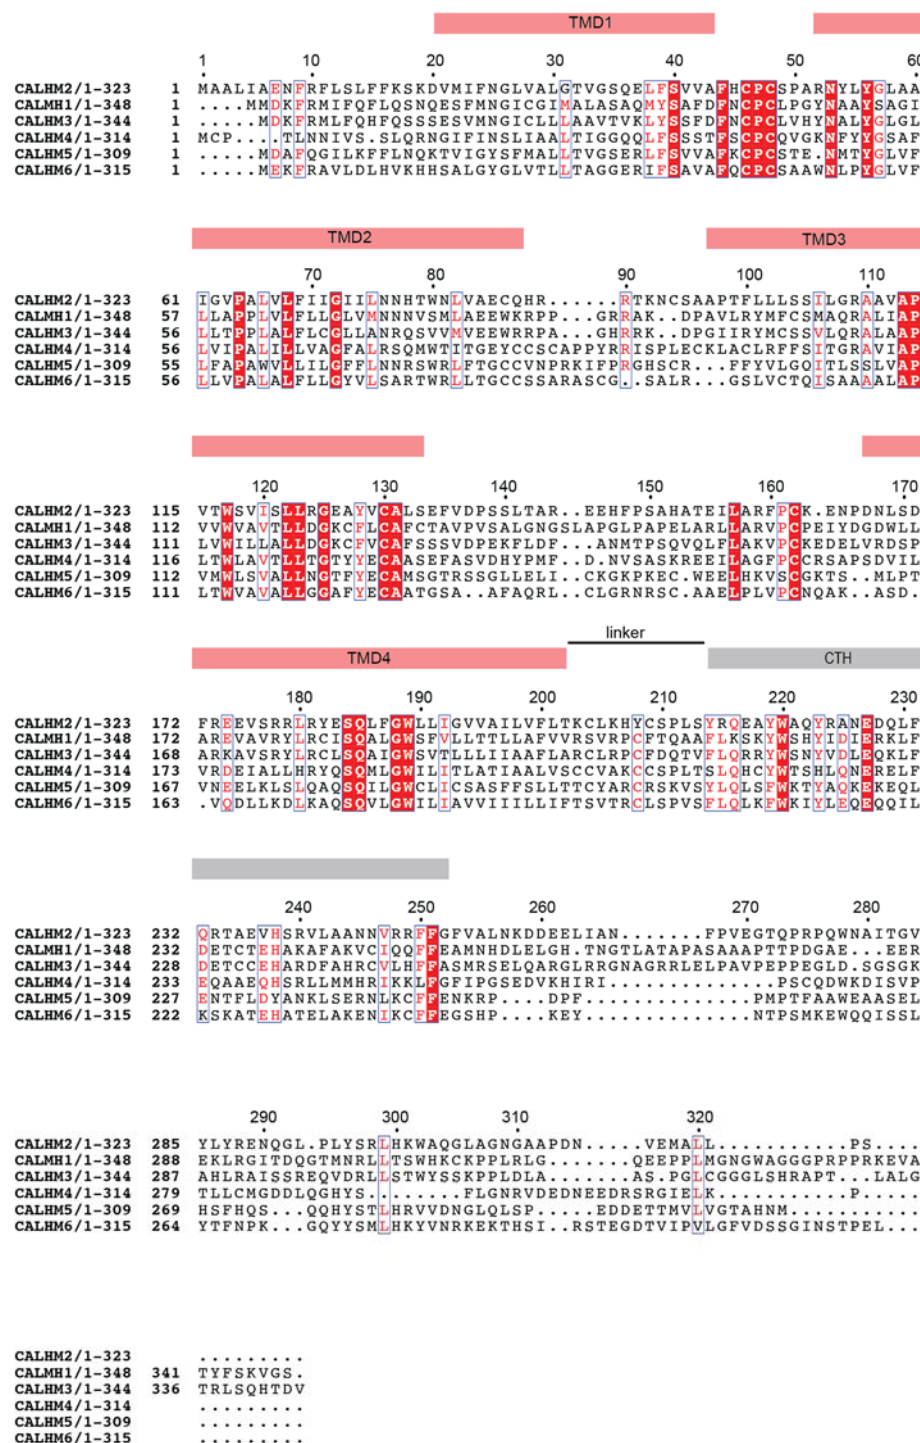 TMD1
1 10 20 30 40 50 60
CALHM2/1-323 1 MAALIAENFRFLSLFFKSKDVMIFNGLVALGTVGSQELFSVVAFHCPCSPARNYLYGLAA
CALMH1/1-348 1 ....MMDKFRMIFQFLQSNQESFMNGICGIMALASAQMYSAFDFNCPCLPGYNAAYSAGI
CALHM3/1-344 1 .....MDKFRMLFQHFQSSSESVMNGICLLLAAVTVKLYSSFDFNCPCLVHYNALYGLGL
CALHM4/1-314 1 MCP....TLNNIVS.SLQRNGIFINSLIAALTIGGQQLFSSSTFSCPCQVGKNFYYGSAF
CALHM5/1-309 1 .....MDAFQGILKFFLNQKTVIGYSFMALLTVGSERLFSVVAFKCPCSTE.NMTYGLVF
CALHM6/1-315 1 .....MEKFRAVLDLHVKHHSALGYGLVTLLTAGGERIFSAVAFQCPCSAAWNLPYGLVF
TMD2 TMD3
70 80 90 100 110
CALHM2/1-323 61 IGVPALVLFIIGIILNNHTWNLVAECQHR......RTKNCSAAPTFLLLSSILGRAAVAP
CALMH1/1-348 57 LLAPPLVLFLLGLVMNNNVSMLAEEWKRPP...GRRAK.DPAVLRYMFCSMAQRALIAP
CALHM3/1-344 56 LLTPPLALFLCGLLANRQSVVMVEEWRRPA...GHRRK.DPGIIRYMCSSVLQRALAAP
CALHM4/1-314 56 LVIPALILLVAGFALRSQMWTITGEYCCSCAPPYRRISPLECKLACLRFFSITGRAVIAP
CALHM5/1-309 55 LFAPAWVLLILGFFLNNRSWRLFTGCCVNPRKIFPRGHSCR...FFYVLGQITLSSLVAP
CALHM6/1-315 56 LLVPALALFLLGYVLSARTWRLLTGCCSSARASCG..SALR...GSLVCTQISAAAALAP
120 130 140 150 160 170
CALHM2/1-323 115 VTWSVISLLRGEAYVCALSEFVDPSSLTAR..EEHFPSAHATEILARFPCK.ENPDNLSD
CALMH1/1-348 112 VVWVAVTLLDGKCFLCAFCTAVPVSALGNGSLAPGLPAPELARLLARVPCPEIYDGDWLL
CALHM3/1-344 111 LVWILLALLDGKCFVCAFSSSVDPEKFLDF...ANMTPSQVQLFLAKVPCKEDELVRDSP
CALHM4/1-314 116 LTWLAVTLLTGTYYECAASEFASVDHYPMF..D.NVSASKREEILAGFPCCRSAPSDVIL
CALHM5/1-309 112 VMWLSVALLNGTFYECAMSGTRSSGLLELI..CKGKPKEC.WEELHKVSCGKTS..MLPT
CALHM6/1-315 111 LTWVAVALLGGAFYECAATGSA..AFAQRL..CLGRNRSC.AAELPLVPCNQAK..ASD.
linker
TMD4 CTH
180 190 200 210 220 230
CALHM2/1-323 172 FREEVSRRLRYESQLFGWLLIGVVAILVFLTKCLKHYCSPLSYRQEAYWAQYRANEDQLF
CALMH1/1-348 172 AREVAVRYLRCISQALGWSFVLLTTLLAFVVRSVRPCFTQAAFLKSKYWSHYIDIERKLF
CALHM3/1-344 168 ARKAVSRYLRCLSQAIGWSVTLLLIIAAFLARCLRPCFDQTVFLQRRYWSNYVDLEQKLF
CALHM4/1-314 173 VRDEIALLHRYQSQMLGWILITLATIAALVSCCVAKCCSPLTSLQHCYWTSHLQNERELF
CALHM5/1-309 167 VNEELKLSLQAQSQILGWCLICSASFFSLLTTCYARCRSKVSYLQLSFWKTYAQKEKEQL
CALHM6/1-315 163 .VQDLLKDLKAQSQVLGWILIAVVIIILLIFTSVTRCLSPVSFLQLKFWKIYLEQEQQIL
240 250 260 270 280
CALHM2/1-323 232 QRTAEVHSRVLAANNVRRFFGFVALNKDDEELIAN........FPVEGTQPRPQWNAITGV
CALMH1/1-348 232 DETCTEHAKAFAKVCIQQFFEAMNHDLELGH.TNGTLATAPASAAAPTTPDGAE...EER
CALHM3/1-344 228 DETCCEHARDFAHRCVLHFFASMRSELQARGLRRGNAGRRLELPAVPEPPEGLD.SGSGK
CALHM4/1-314 233 EQAAEQHSRLLMMHRIKKLFGFIPGSEDVKHIRI..........PSCQDWKDISVP
CALHM5/1-309 227 ENTFLDYANKLSERNLKCFFENKRP....DPF............PMPTFAAWEAASEL
CALHM6/1-315 222 KSKATEHATELAKENIKCFFEGSHP....KEY.............NTPSMKEWQQISSL
290 300 310 320
CALHM2/1-323 285 YLYRENQGL.PLYSRLHKWAQGLAGNGAAPDN.....VEMALL...........PS....
CALMH1/1-348 288 EKLRGITDQGTMNRLLTSWHKCKPPLRLG.......QEEPPLMGNGWAGGGPRPPRKEVA
CALHM3/1-344 287 AHLRAISSREQVDRLLSTWYSSKPPLDLA.......AS.PGLCGGGLSHRAPT...LALG
CALHM4/1-314 279 TLLCMGDDLQGHYS.......FLGNRVDEDNEEDRSRGIELK...........P....
CALHM5/1-309 269 HSFHQS...QQHYSTLHRVVDNGLQLSP.....EDDETTMVLVGTAHNM..........
CALHM6/1-315 264 YTFNPK...GQYYSMLHKYVNRKEKTHSI...RSTEGDTVIPVLGFVDSSGINSTPEL...
CALHM2/1-323 .........
CALMH1/1-348 341 TYFSKVGS.
CALHM3/1-344 336 TRLSQHTDV
CALHM4/1-314 .........
CALHM5/1-309 .........
CALHM6/1-315 .........